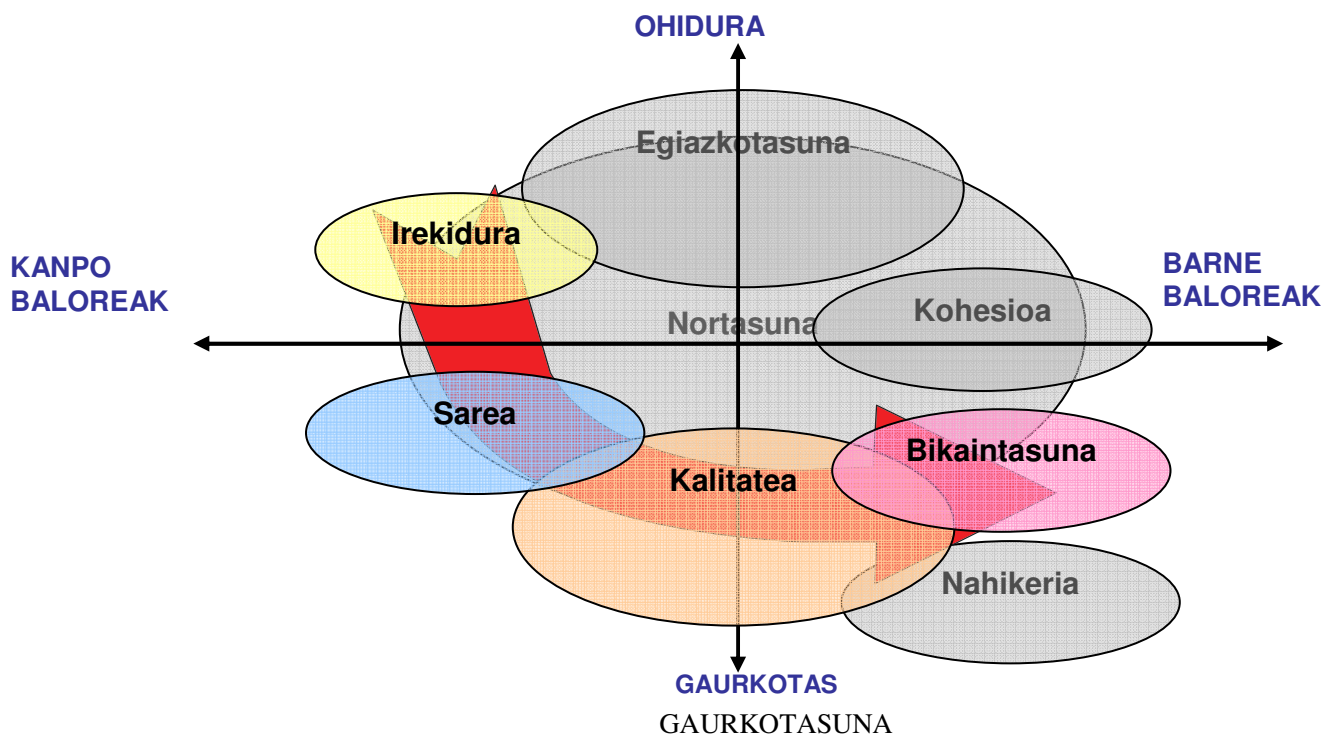 OHIDURA
Egiazkotasuna
Irekidura
KANPO
BALOREAK
BARNE
BALOREAK
Kohesioa
Nortasuna
Sarea
Bikaintasuna
Kalitatea
Nahikeria
GAURKOTAS
GAURKOTASUNA